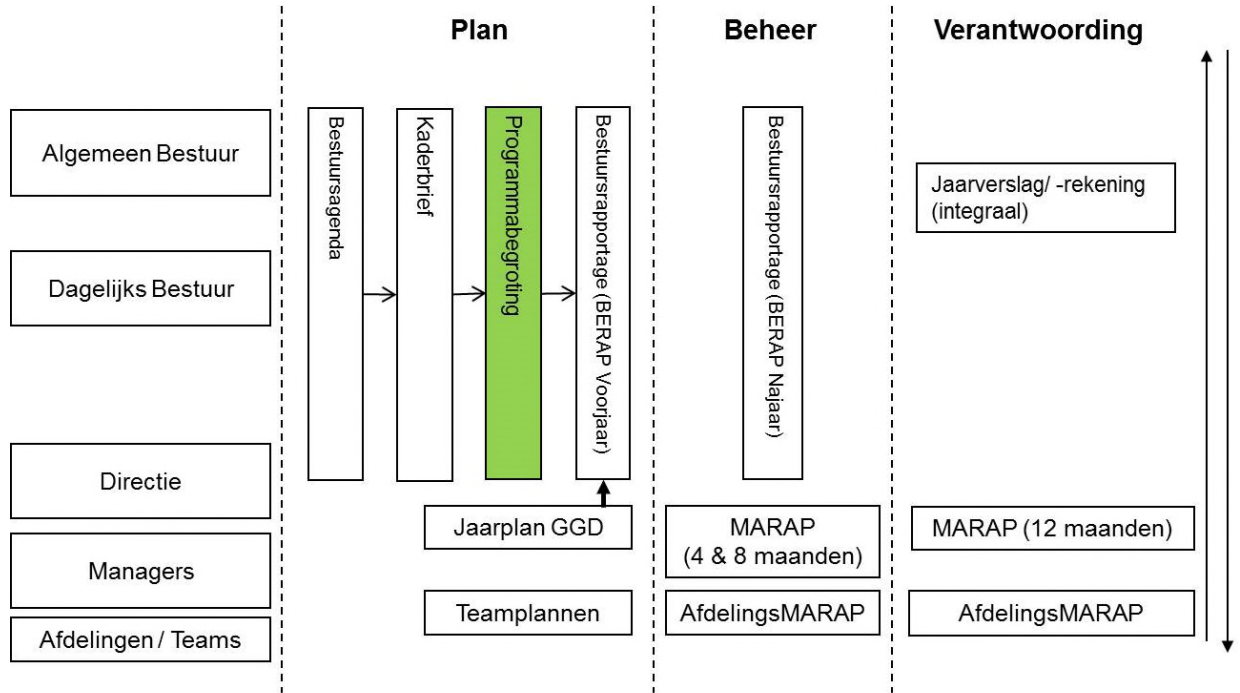 Plan
Beheer
Verantwoording
Algemeen Bestuur
Dagelijks Bestuur
Directie
Managers
Afdelingen / Teams
Bestuursagenda
Kaderbrief
Programmabegroting
Bestuursrapportage (BERAP Voorjaar)
Jaarplan GGD
Teamplannen
Bestuursrapportage (BERAP Najaar)
MARAP
(4 & 8 maanden)
AfdelingsMARAP
Jaarverslag/ -rekening
(integraal)
MARAP (12 maanden)
AfdelingsMARAP